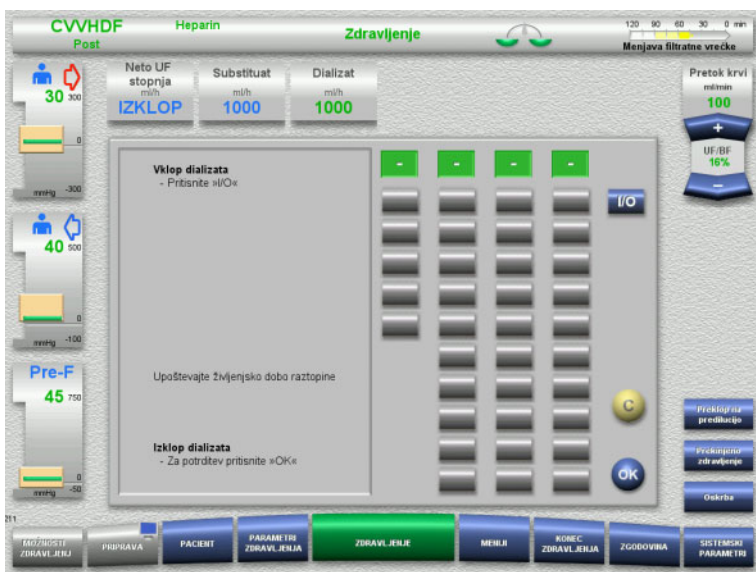 CVVHDF
Post
Heparin
Zdravljenje
120 90 60 30 0 min
Menjava filtratne vrečke
30 300
0
mmHg -300
40 500
0
mmHg -100
Pre-F
45 750
0
mmHg -50
Neto UF
stopnja
ml/h
IZKLOP
Substituat
ml/h
1000
Dializat
ml/h
1000
Pretok krvi
ml/min
100
+
UF/BF
16%
–
Vklop dializata
- Pritisnite »I/O«
Upoštevajte življenjsko dobo raztopine
Izklop dializata
- Za potrditev pritisnite »OK«
- - - -
I/O
C
OK
Preklop na
predilucijo
Prekinjeno
zdravljenje
Oskrba
211
MOŽNOSTI
ZDRAVLJENJ
PRIPRAVA
PACIENT
PARAMETRI
ZDRAVLJENJA
ZDRAVLJENJE
MENIJI
KONEC
ZDRAVLJENJA
ZGODOVINA
SISTEMSKI
PARAMETRI